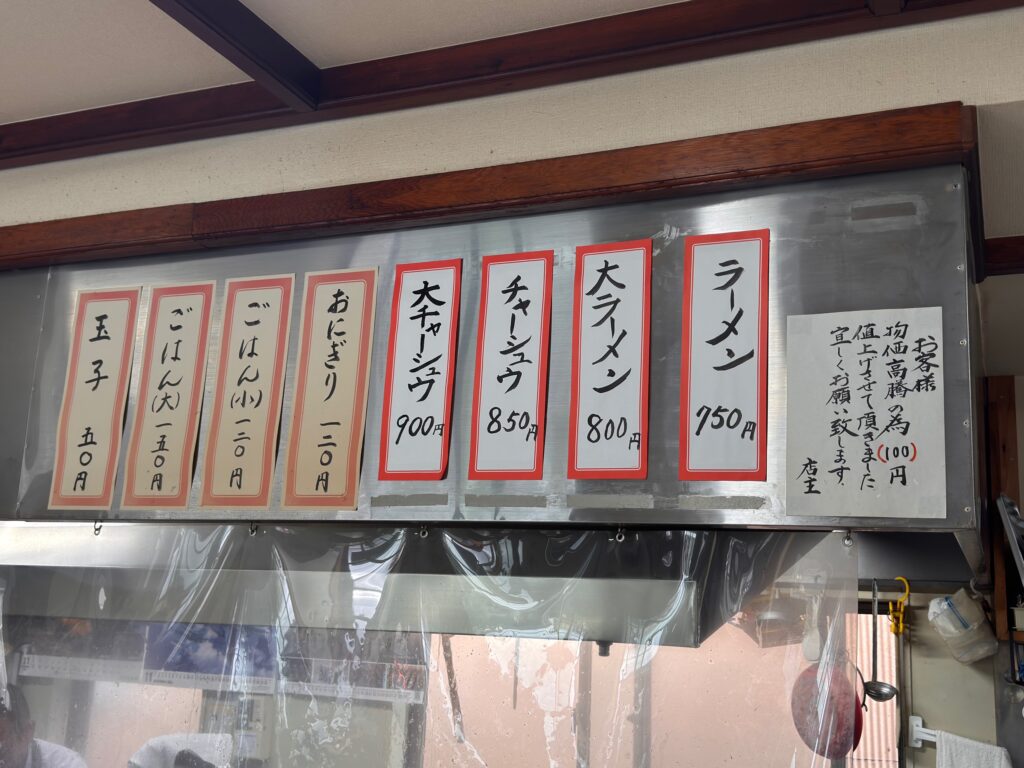 お客様
物価高騰の為(100)円
値上げさせて頂きました
宜しくお願い致します。
店主
ラーメン
750円
大ラーメン
800円
チャーシュウ
850円
大チャーシュウ
900円
おにぎり 一二〇円
ごはん(小) 一二〇円
ごはん(大) 一五〇円
玉子 五〇円